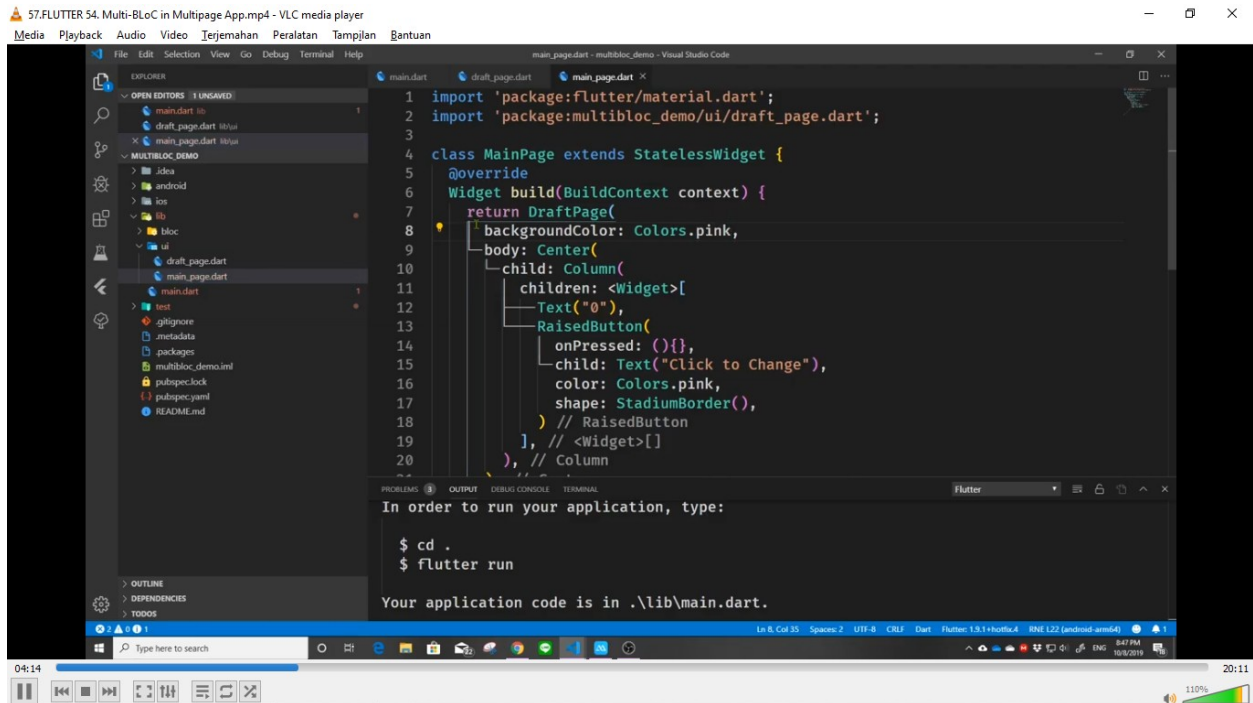 57.FLUTTER 54. Multi-BLoC in Multipage App.mp4 - VLC media player
Media Playback Audio Video Terjemahan Peralatan Tampilan Bantuan
File Edit Selection View Go Debug Terminal Help
main_page.dart - multibloc_demo - Visual Studio Code
EXPLORER
main.dart draft_page.dart main_page.dart ×
OPEN EDITORS 1 UNSAVED
main.dart lib 1
draft_page.dart lib\ui
main_page.dart lib\ui
MULTIBLOC_DEMO
.idea
android
ios
lib
bloc
ui
draft_page.dart
main_page.dart
main.dart 1
test
.gitignore
.metadata
.packages
multibloc_demo.iml
pubspec.lock
pubspec.yaml
README.md
OUTLINE
DEPENDENCIES
TODOS
1 import 'package:flutter/material.dart';
2 import 'package:multibloc_demo/ui/draft_page.dart';
3
4 class MainPage extends StatelessWidget {
5 @override
6 Widget build(BuildContext context) {
7 return DraftPage(
8 backgroundColor: Colors.pink,
9 body: Center(
10 child: Column(
11 children: <Widget>[
12 Text("0"),
13 RaisedButton(
14 onPressed: (){},
15 child: Text("Click to Change"),
16 color: Colors.pink,
17 shape: StadiumBorder(),
18 ) // RaisedButton
19 ], // <Widget>[]
20 ), // Column
PROBLEMS 3 OUTPUT DEBUG CONSOLE TERMINAL Flutter
In order to run your application, type:
$ cd .
$ flutter run
Your application code is in .\lib\main.dart.
2 0 1 Ln 8, Col 35 Spaces: 2 UTF-8 CRLF Dart Flutter: 1.9.1+hotfix.4 RNE L22 (android-arm64) 1
Type here to search ENG 8:47 PM
10/8/2019
04:14 20:11
110%